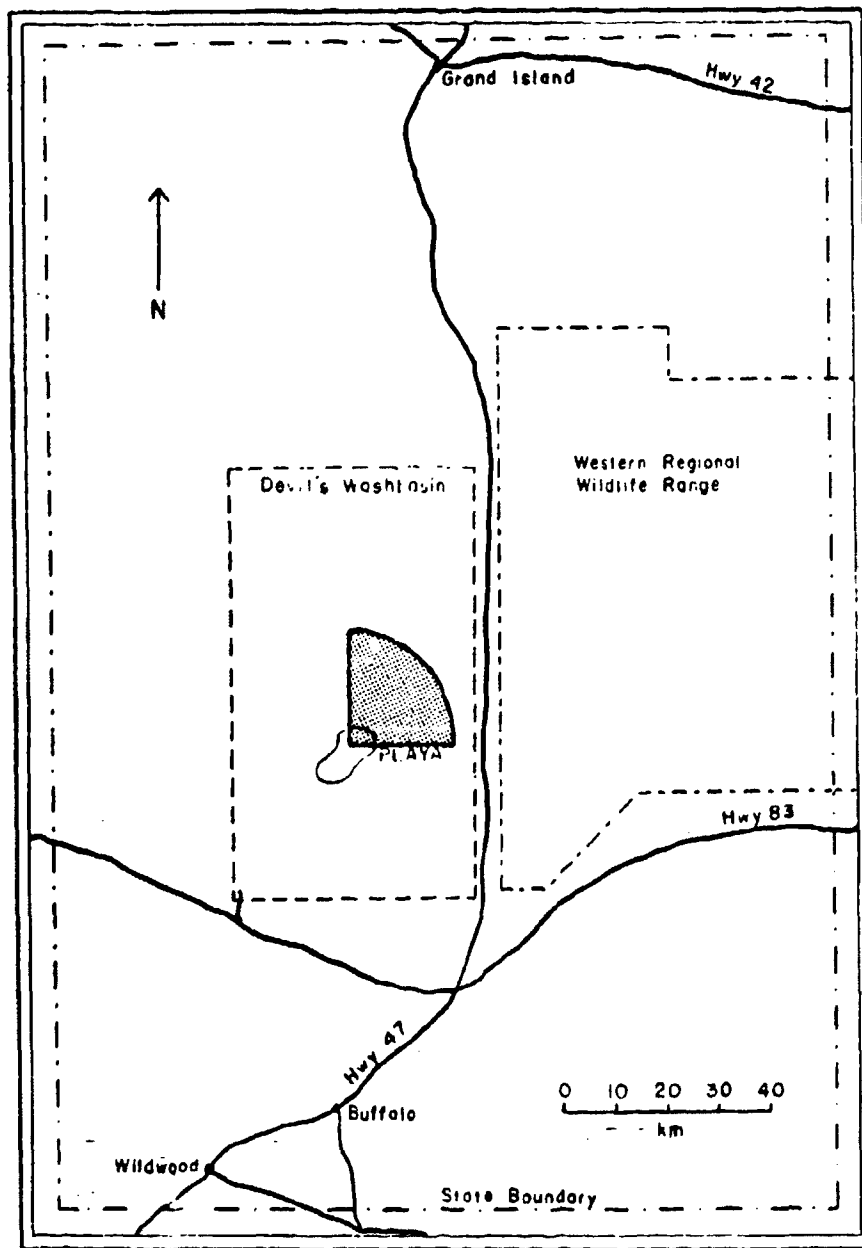 Grand Island
Hwy 42
N
Western Regional
Wildlife Range
Devil's Washbasin
PLAYA
Hwy 83
Hwy 47
0 10 20 30 40
km
Buffalo
Wildwood
State Boundary